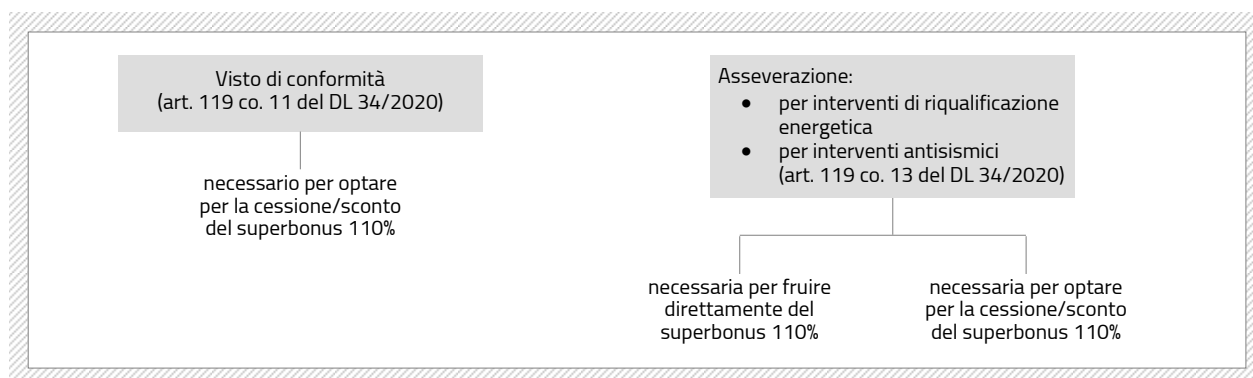 Visto di conformità
(art. 119 co. 11 del DL 34/2020)
necessario per optare
per la cessione/sconto
del superbonus 110%
Asseverazione:
• per interventi di riqualificazione
energetica
• per interventi antisismici
(art. 119 co. 13 del DL 34/2020)
necessaria per fruire
direttamente del
superbonus 110%
necessaria per optare
per la cessione/sconto
del superbonus 110%